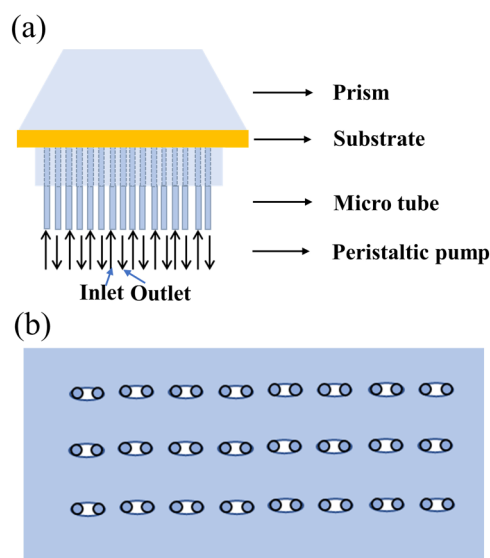 (a)
Prism
Substrate
Micro tube
Peristaltic pump
Inlet Outlet
(b)